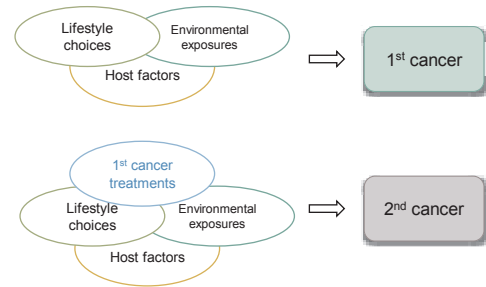 Lifestyle
choices
Environmental
exposures
Host factors
1st cancer
1st cancer
treatments
Lifestyle
choices
Environmental
exposures
Host factors
2nd cancer